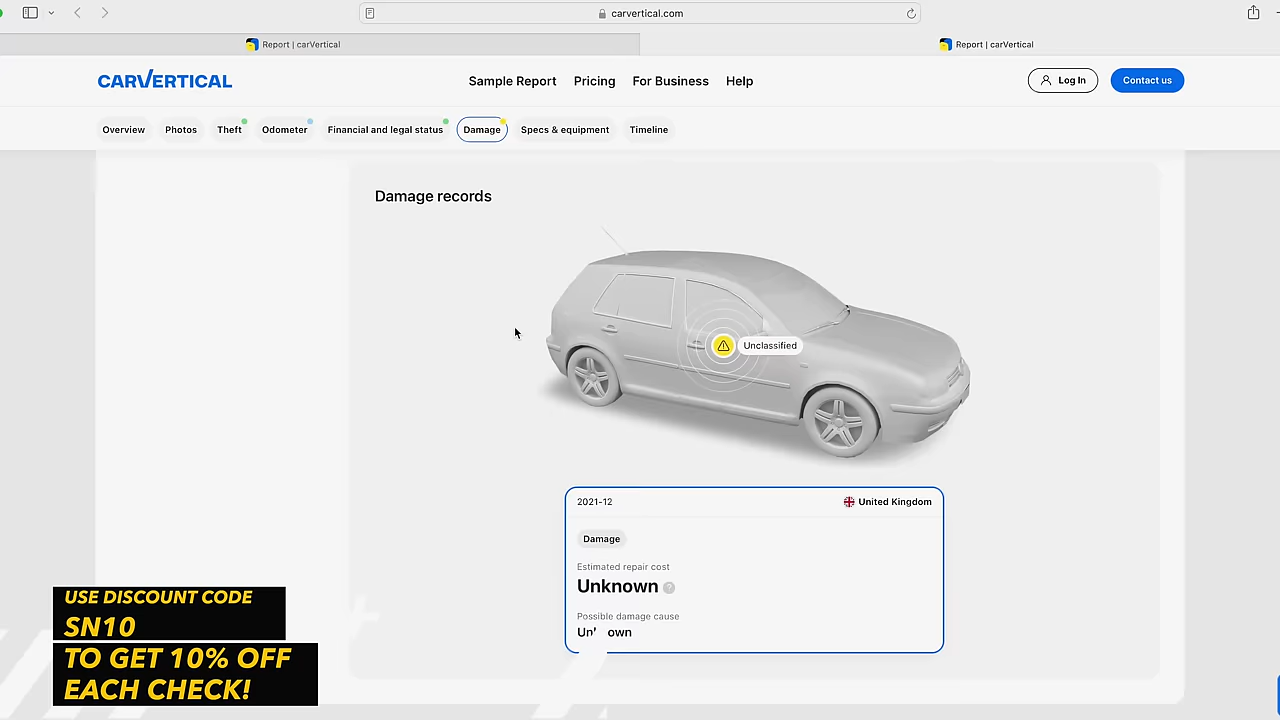 carvertical.com
Report | carVertical
Report | carVertical
CARVERTICAL
Sample Report Pricing For Business Help
Log In
Contact us
Overview Photos Theft Odometer Financial and legal status Damage Specs & equipment Timeline
Damage records
Unclassified
2021-12
United Kingdom
Damage
Estimated repair cost
Unknown
Possible damage cause
USE DISCOUNT CODE
SN10
TO GET 10% OFF
EACH CHECK!